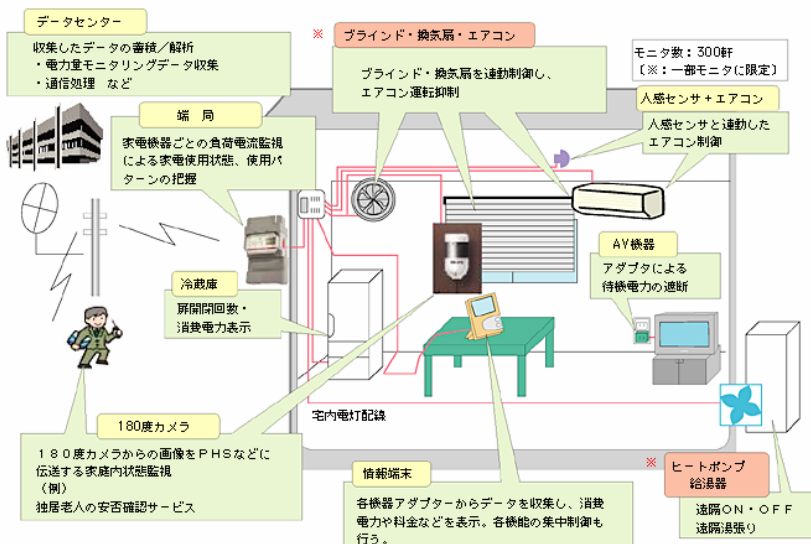 データセンター
収集したデータの蓄積／解析
・電力量モニタリングデータ収集
・通信処理　など
※
ブラインド・換気扇・エアコン
ブラインド・換気扇を連動制御し、
エアコン運転抑制
モニタ数：300軒
〔※：一部モニタに限定〕
人感センサ＋エアコン
人感センサと連動した
エアコン制御
端　局
家電機器ごとの負荷電流監視
による家電使用状態、使用パ
ターンの把握
AV機器
アダプタによる
待機電力の遮断
冷蔵庫
扉開閉回数・
消費電力表示
宅内電灯配線
180度カメラ
１８０度カメラからの画像をＰＨＳなどに
伝送する家庭内状態監視
（例）
独居老人の安否確認サービス
情報端末
各機器アダプターからデータを収集し、消費
電力や料金などを表示。各機能の集中制御も
行う。
※
ヒートポンプ
給湯器
遠隔ＯＮ・ＯＦＦ
遠隔湯張り